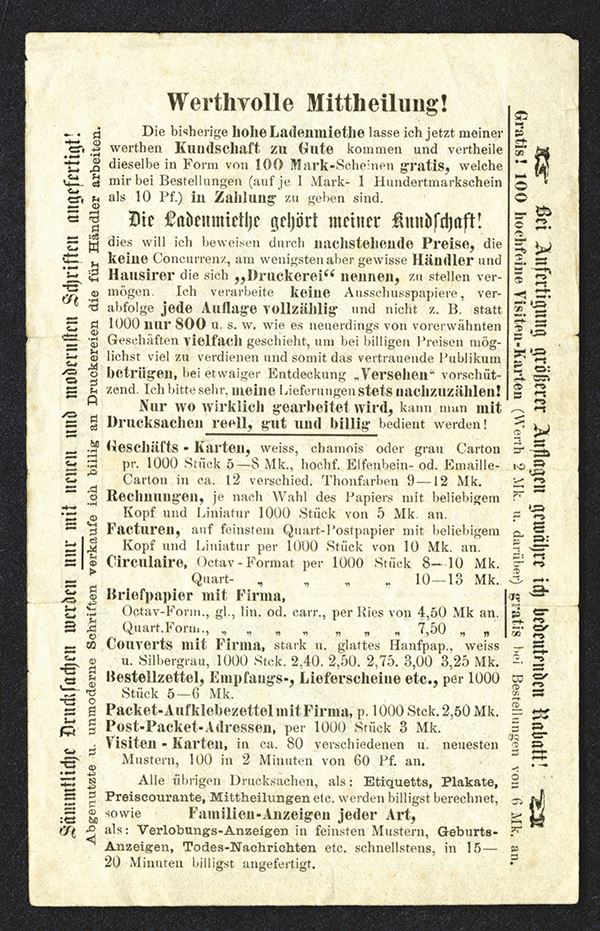 Werthvolle Mittheilung!
Die bisherige hohe Ladenmiethe lasse ich jetzt meiner
werthen Kundschaft zu Gute kommen und vertheile
dieselbe in Form von 100 Mark-Scheinen gratis, welche
mir bei Bestellungen (auf je 1 Mark- 1 Hundertmarkschein
als 10 Pf.) in Zahlung zu geben sind.
Die Ladenmiethe gehört meiner Kundschaft!
dies will ich beweisen durch nachstehende Preise, die
keine Concurrenz, am wenigsten aber gewisse Händler und
Hausirer die sich „Druckerei“ nennen, zu stellen ver-
mögen. Ich verarbeite keine Ausschusspapiere, ver-
abfolge jede Auflage vollzählig und nicht z. B. statt
1000 nur 800 u. s. w. wie es neuerdings von vorerwähnten
Geschäften vielfach geschieht, um bei billigen Preisen mög-
lichst viel zu verdienen und somit das vertrauende Publikum
betrügen, bei etwaiger Entdeckung „Versehen“ vorschüt-
zend. Ich bitte sehr, meine Lieferungen stets nachzuzählen!
Nur wo wirklich gearbeitet wird, kann man mit
Drucksachen reell, gut und billig bedient werden!
Geschäfts-Karten, weiss, chamois oder grau Carton
pr. 1000 Stück 5—8 Mk., hochf. Elfenbein- od. Emaille-
Carton in ca. 12 verschied. Thonfarben 9—12 Mk.
Rechnungen, je nach Wahl des Papiers mit beliebigem
Kopf und Liniatur 1000 Stück von 5 Mk. an.
Facturen, auf feinstem Quart-Postpapier mit beliebigem
Kopf und Liniatur per 1000 Stück von 10 Mk. an.
Circulaire, Octav-Format per 1000 Stück 8—10 Mk.
Quart- „ „ „ „ 10—13 Mk.
Briefpapier mit Firma,
Octav-Form., gl., lin. od. carr., per Ries von 4,50 Mk an.
Quart.Form., „ „ „ „ „ „ „ 7,50 „ „
Couverts mit Firma, stark u. glattes Hanfpap., weiss
u. Silbergrau, 1000 Stck. 2,40. 2,50. 2,75. 3,00 3,25 Mk.
Bestellzettel, Empfangs-, Lieferscheine etc., per 1000
Stück 5—6 Mk.
Packet-Aufklebezettel mit Firma, p. 1000 Stck. 2,50 Mk.
Post-Packet-Adressen, per 1000 Stück 3 Mk.
Visiten-Karten, in ca. 80 verschiedenen u. neuesten
Mustern, 100 in 2 Minuten von 60 Pf. an.
Alle übrigen Drucksachen, als: Etiquetts, Plakate,
Preiscourante, Mittheilungen etc. werden billigst berechnet,
sowie Familien-Anzeigen jeder Art,
als: Verlobungs-Anzeigen in feinsten Mustern, Geburts-
Anzeigen, Todes-Nachrichten etc. schnellstens, in 15—
20 Minuten billigst angefertigt.
Sämmtliche Drucksachen werden nur mit neuen und modernsten Schriften angefertigt!
Abgenutzte u. unmoderne Schriften verkaufe ich billig an Druckereien die für Händler arbeiten.
Bei Anfertigung größerer Auflagen gewähre ich bedeutenden Rabatt!
Gratis! 100 hochfeine Visiten-Karten (Werth 2 Mk. u. darüber) gratis bei Bestellungen von 6 Mk. an.